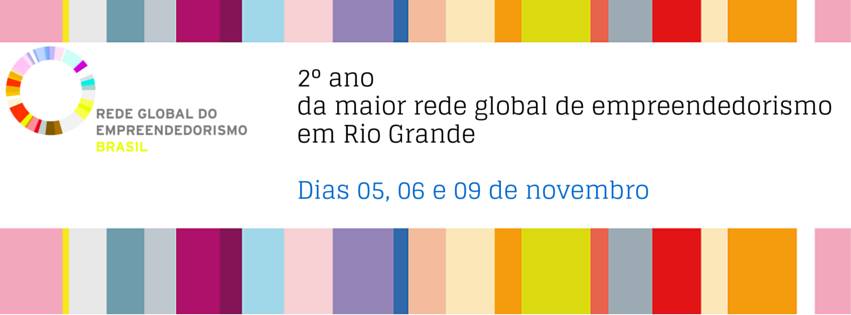 REDE GLOBAL DO
EMPREENDEDORISMO
BRASIL
2º ano
da maior rede global de empreendedorismo
em Rio Grande
Dias 05, 06 e 09 de novembro